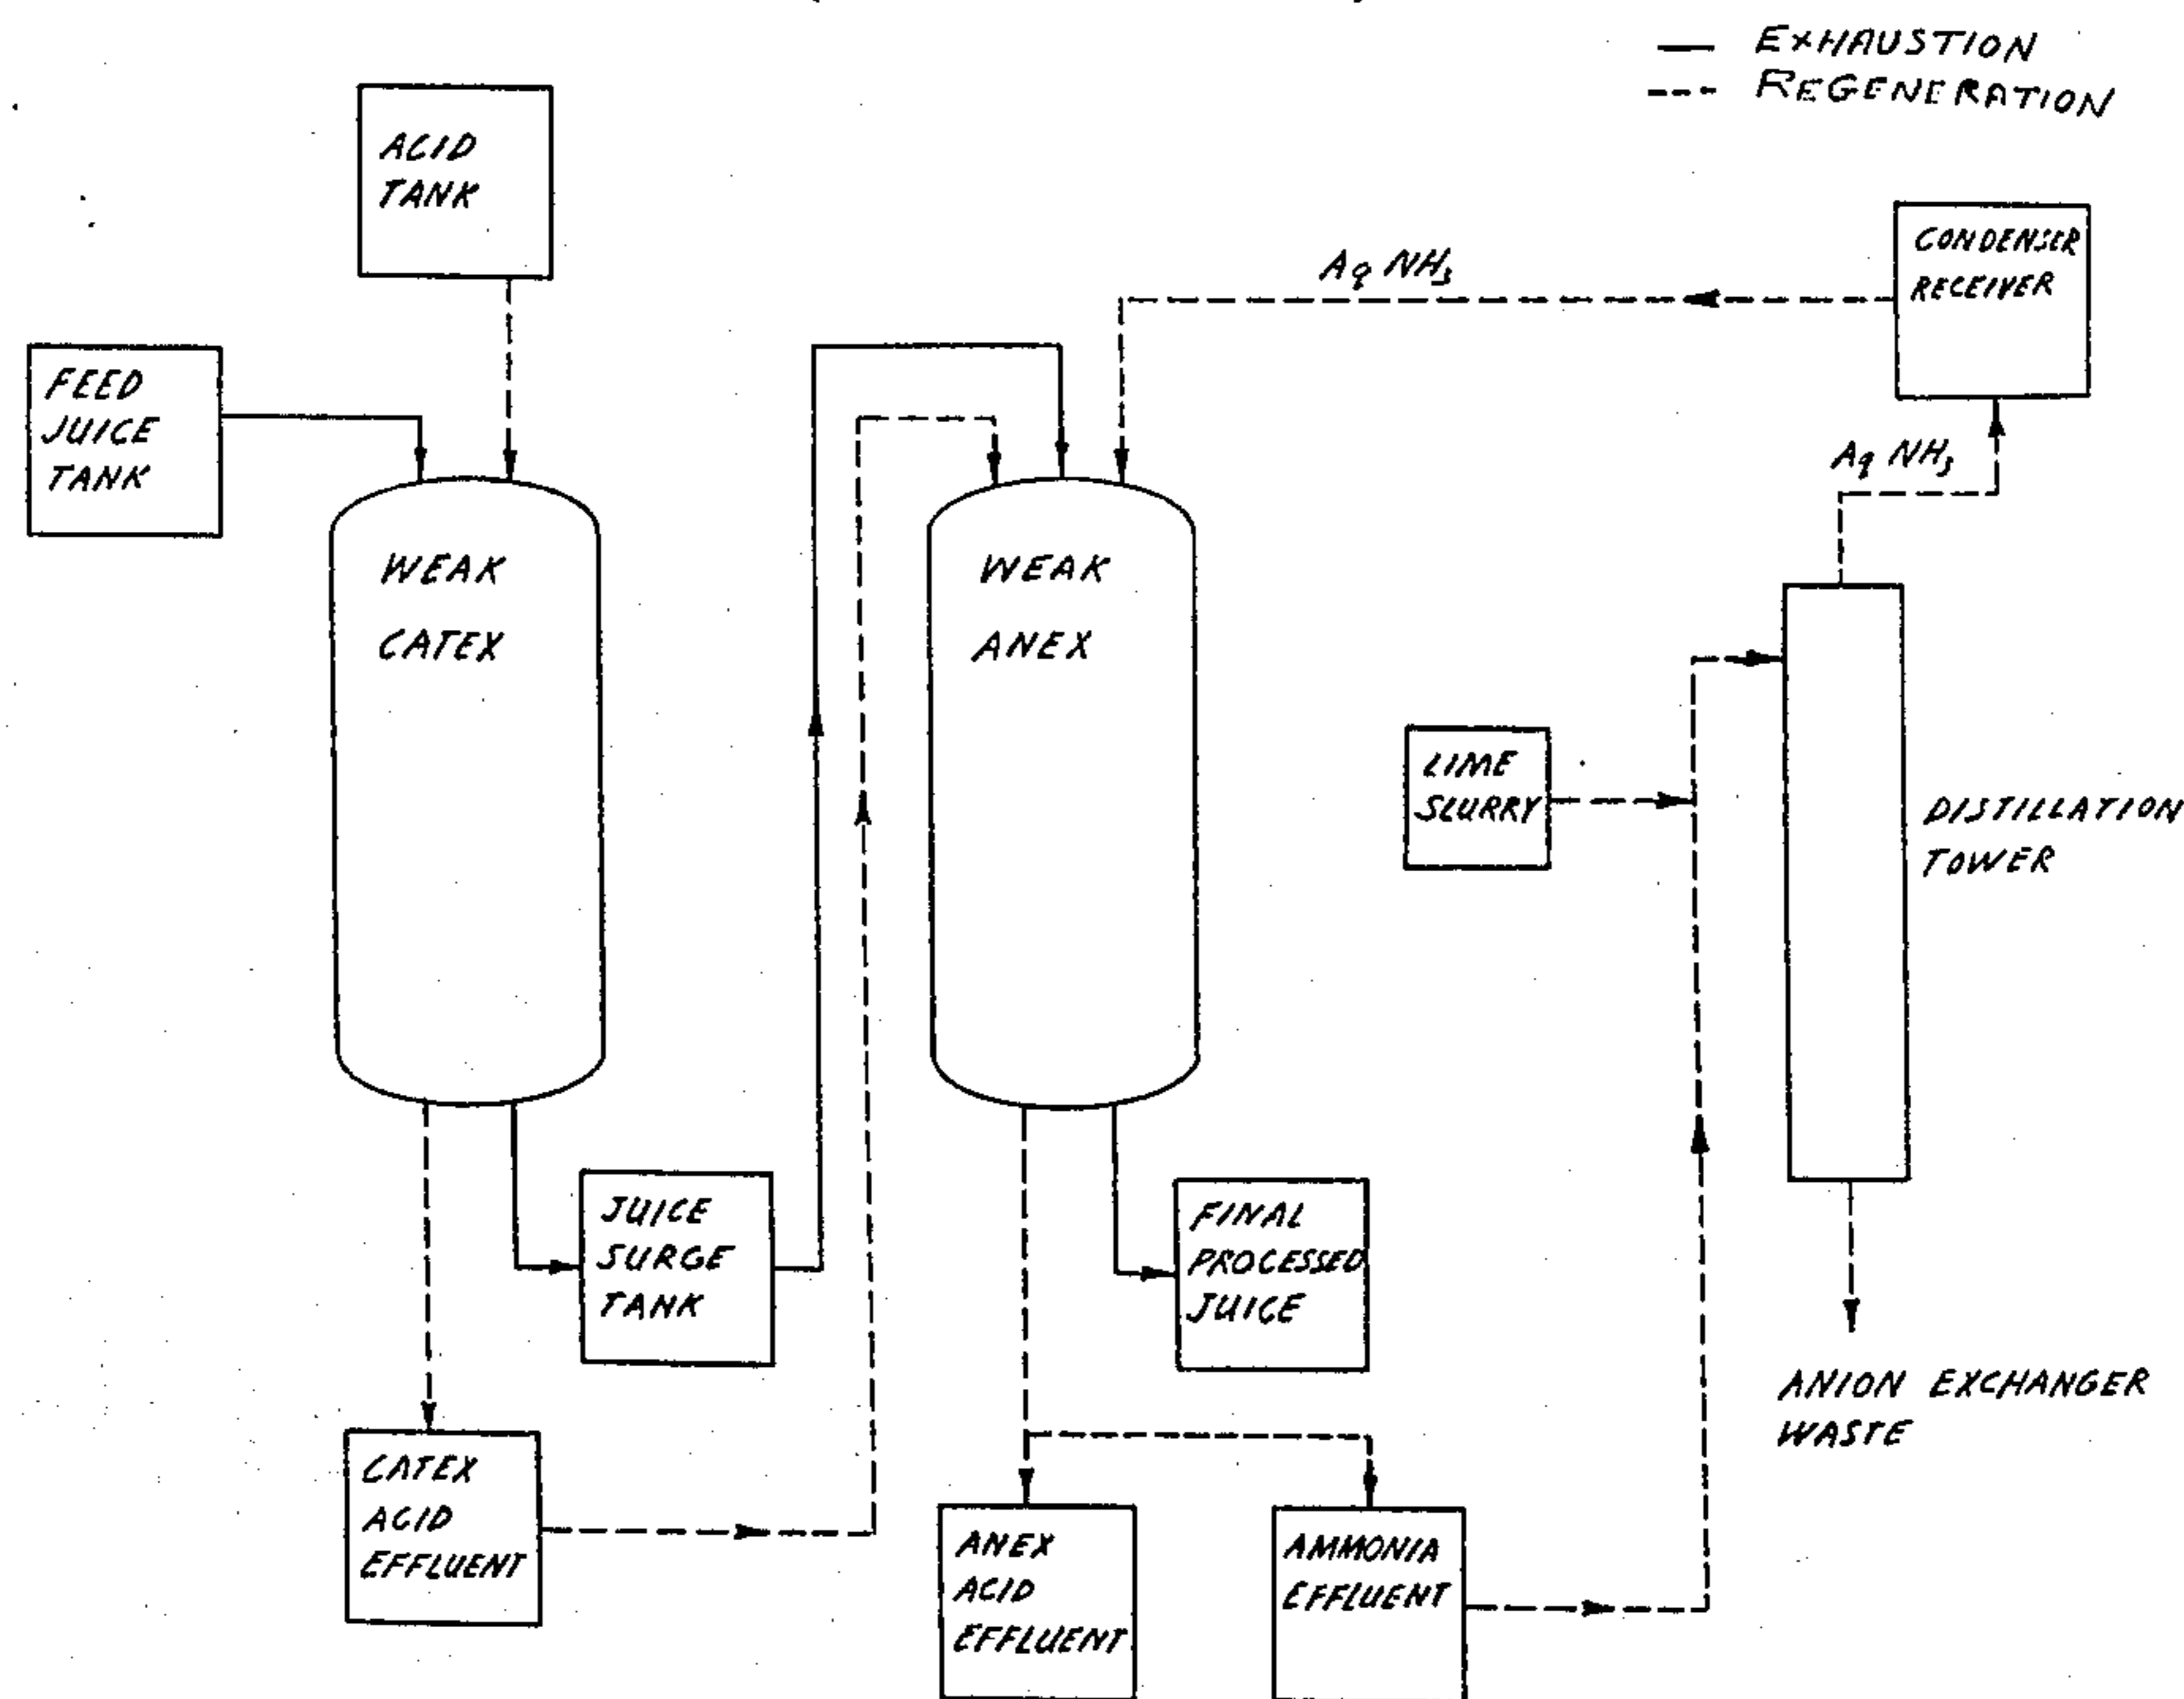 EXHAUSTION
REGENERATION
ACID
TANK
CONDENSER
RECEIVER
Aq NH3
FEED
JUICE
TANK
Aq NH3
WEAK
CATEX
WEAK
ANEX
LIME
SLURRY
DISTILLATION
TOWER
JUICE
SURGE
TANK
FINAL
PROCESSED
JUICE
ANION EXCHANGER
WASTE
CATEX
ACID
EFFLUENT
ANEX
ACID
EFFLUENT
AMMONIA
EFFLUENT